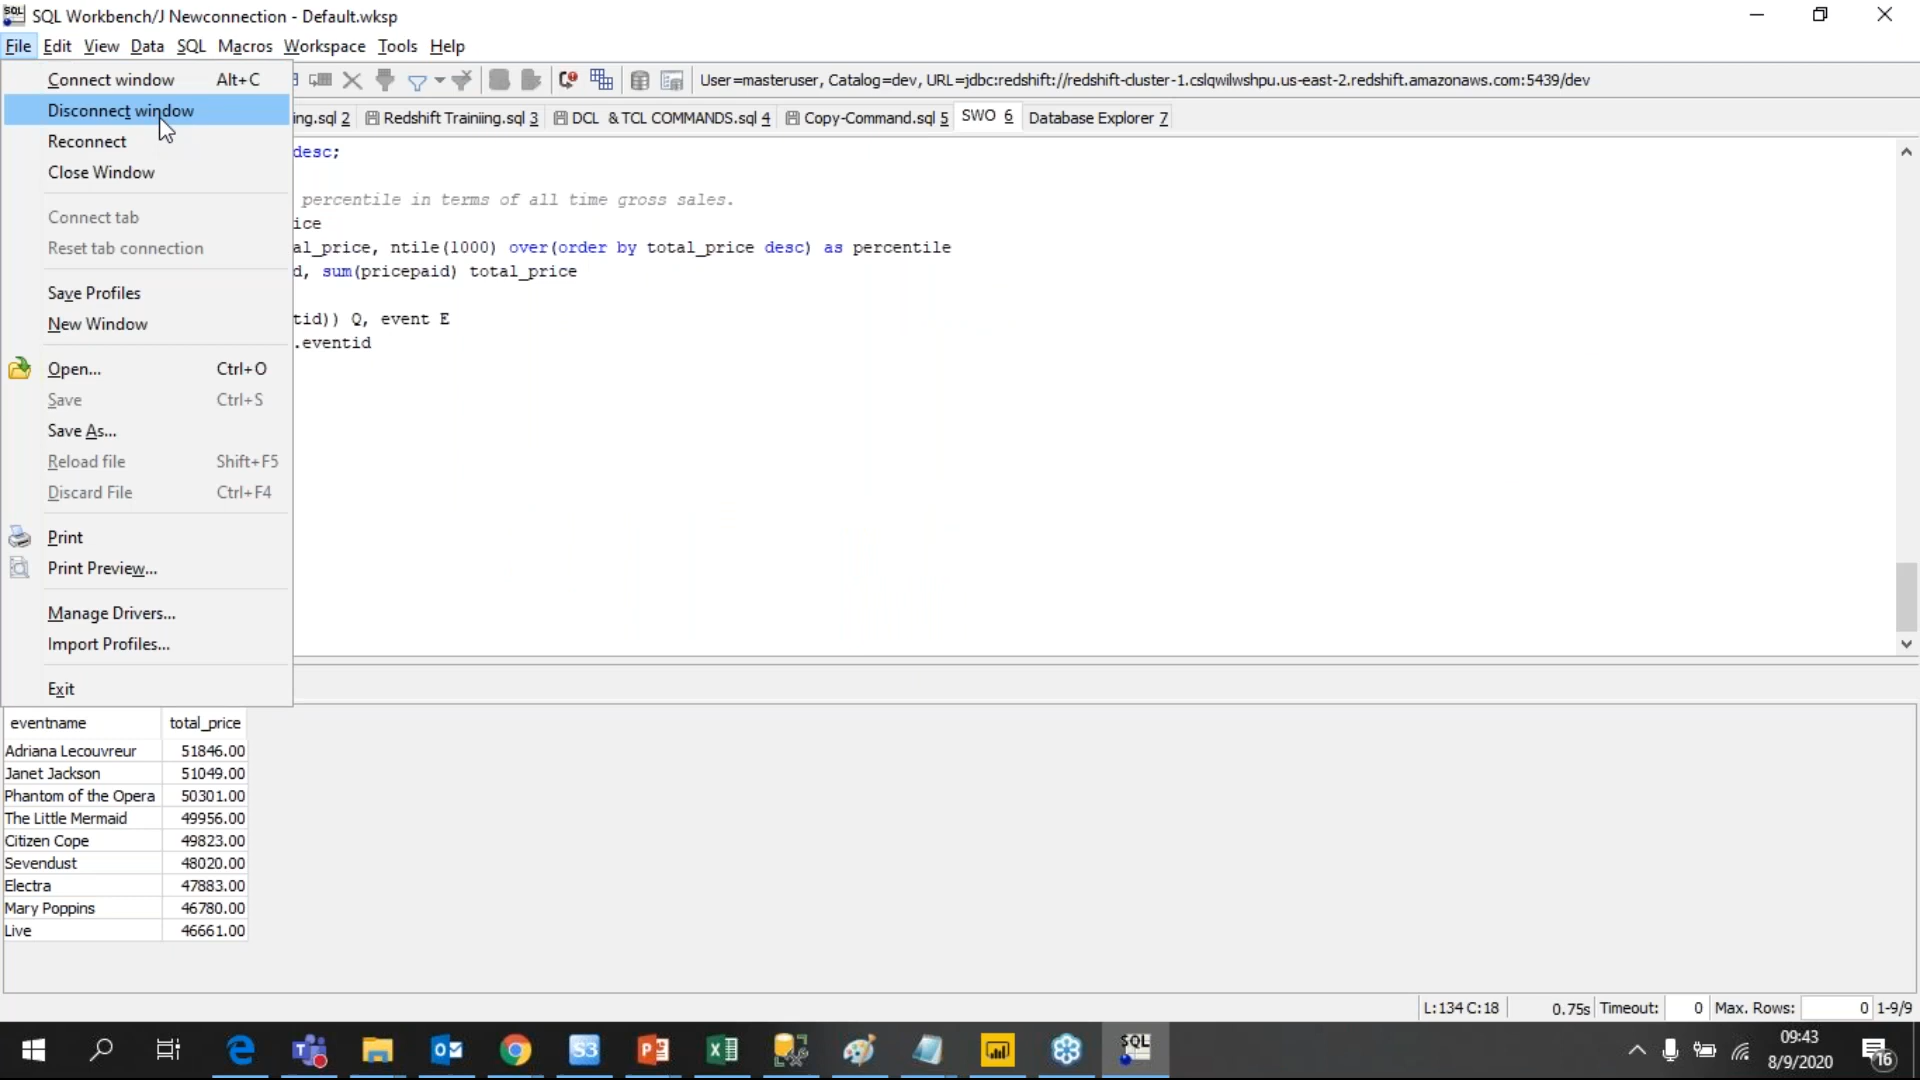 SQL Workbench/J Newconnection - Default.wksp
File Edit View Data SQL Macros Workspace Tools Help
Connect window Alt+C
User=masteruser, Catalog=dev, URL=jdbc:redshift://redshift-cluster-1.cslqwilwshpu.us-east-2.redshift.amazonaws.com:5439/dev
Disconnect window
ing.sql 2 Redshift Training.sql 3 DCL & TCL COMMANDS.sql 4 Copy-Command.sql 5 SWO 6 Database Explorer 7
Reconnect
desc;
Close Window
percentile in terms of all time gross sales.
Connect tab
ice
Reset tab connection
al_price, ntile(1000) over(order by total_price desc) as percentile
d, sum(pricepaid) total_price
Save Profiles
New Window
tid)) Q, event E
.eventid
Open... Ctrl+O
Save Ctrl+S
Save As...
Reload file Shift+F5
Discard File Ctrl+F4
Print
Print Preview...
Manage Drivers...
Import Profiles...
Exit
eventname total_price
Adriana Lecouvreur 51846.00
Janet Jackson 51049.00
Phantom of the Opera 50301.00
The Little Mermaid 49956.00
Citizen Cope 49823.00
Sevendust 48020.00
Electra 47883.00
Mary Poppins 46780.00
Live 46661.00
L:134 C:18 0.75s Timeout: 0 Max. Rows: 0 1-9/9
S3
SQL
09:43
8/9/2020
16